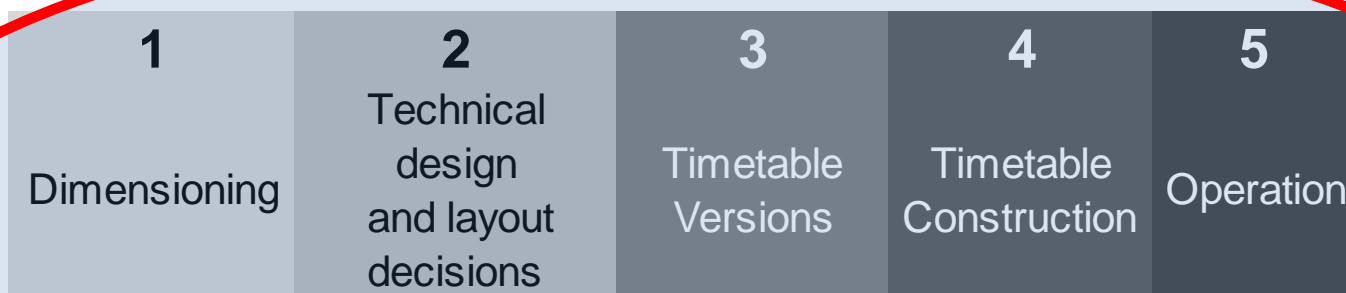 1
Dimensioning
2
Technical
design
and layout
decisions
3
Timetable
Versions
4
Timetable
Construction
5
Operation